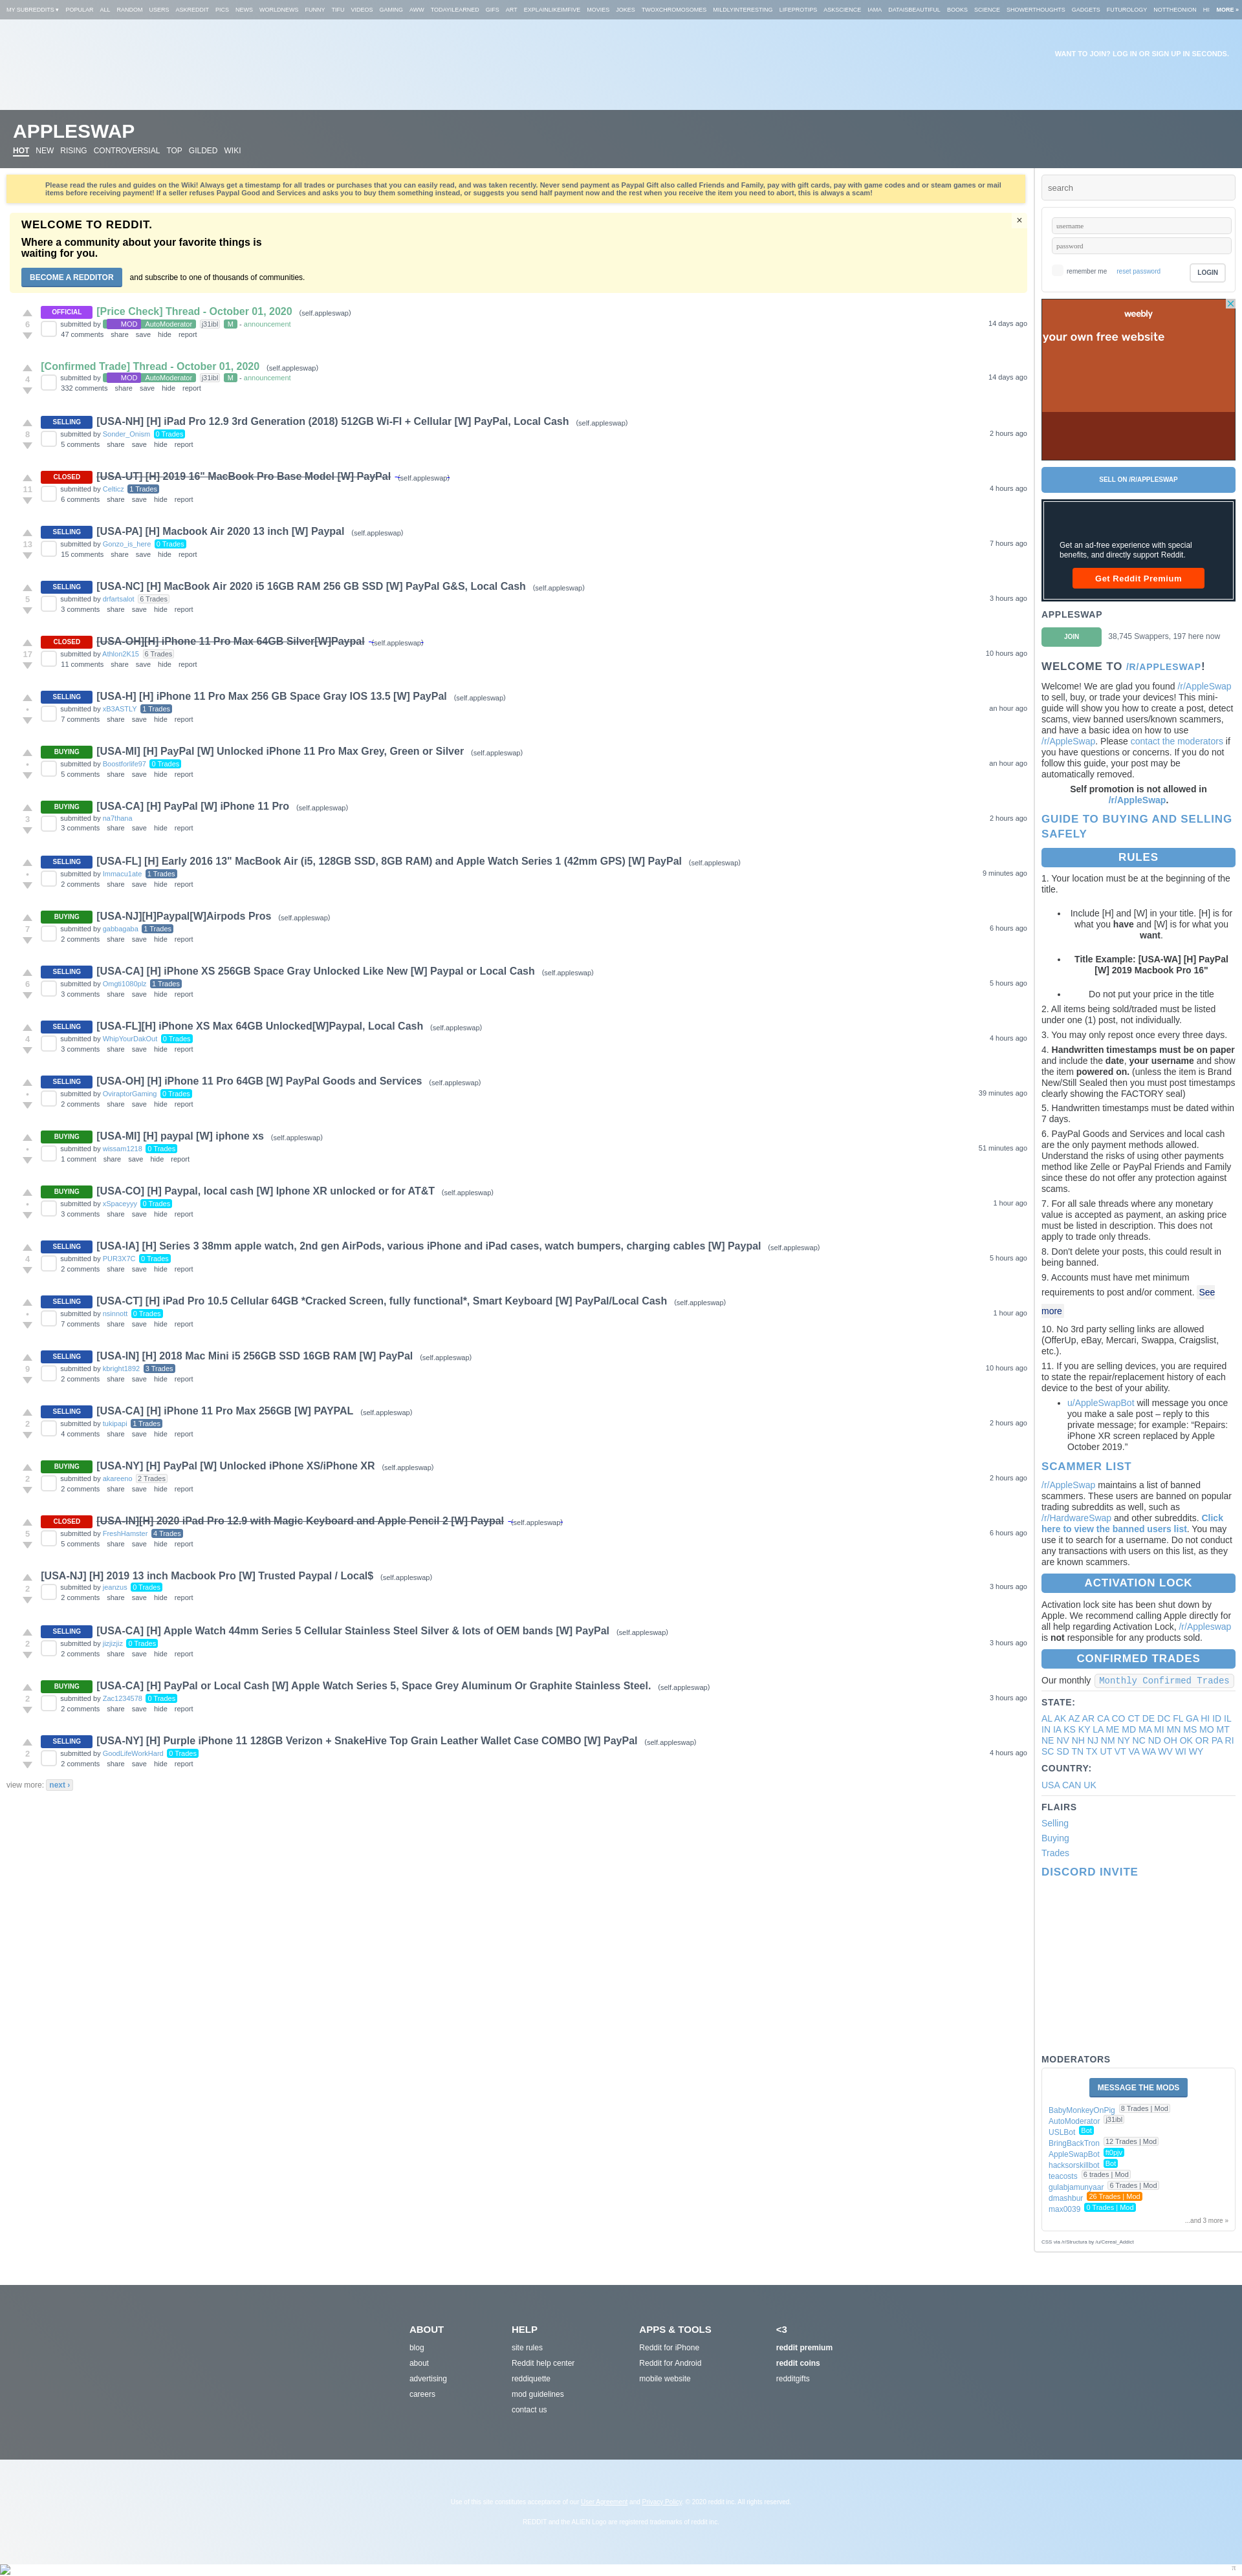 MY SUBREDDITS ▾ POPULAR ALL RANDOM USERS ASKREDDIT PICS NEWS WORLDNEWS FUNNY TIFU VIDEOS GAMING AWW TODAYILEARNED GIFS ART EXPLAINLIKEIMFIVE MOVIES JOKES TWOXCHROMOSOMES MILDLYINTERESTING LIFEPROTIPS ASKSCIENCE IAMA DATAISBEAUTIFUL BOOKS SCIENCE SHOWERTHOUGHTS GADGETS FUTUROLOGY NOTTHEONION HI MORE »
WANT TO JOIN? LOG IN OR SIGN UP IN SECONDS.
APPLESWAP
HOT NEW RISING CONTROVERSIAL TOP GILDED WIKI
Please read the rules and guides on the Wiki! Always get a timestamp for all trades or purchases that you can easily read, and was taken recently. Never send payment as Paypal Gift also called Friends and Family, pay with gift cards, pay with game codes and or steam games or mail
items before receiving payment! If a seller refuses Paypal Good and Services and asks you to buy them something instead, or suggests you send half payment now and the rest when you receive the item you need to abort, this is always a scam!
WELCOME TO REDDIT.
×
Where a community about your favorite things is
waiting for you.
BECOME A REDDITOR and subscribe to one of thousands of communities.
OFFICIAL [Price Check] Thread - October 01, 2020 (self.appleswap)
6 submitted by MOD AutoModerator j31ibl M - announcement 14 days ago
47 comments share save hide report
[Confirmed Trade] Thread - October 01, 2020 (self.appleswap)
4 submitted by MOD AutoModerator j31ibl M - announcement 14 days ago
332 comments share save hide report
SELLING [USA-NH] [H] iPad Pro 12.9 3rd Generation (2018) 512GB Wi-FI + Cellular [W] PayPal, Local Cash (self.appleswap)
8 submitted by Sonder_Onism 0 Trades 2 hours ago
5 comments share save hide report
CLOSED [USA-UT] [H] 2019 16" MacBook Pro Base Model [W] PayPal (self.appleswap)
11 submitted by Celticz 1 Trades 4 hours ago
6 comments share save hide report
SELLING [USA-PA] [H] Macbook Air 2020 13 inch [W] Paypal (self.appleswap)
13 submitted by Gonzo_is_here 0 Trades 7 hours ago
15 comments share save hide report
SELLING [USA-NC] [H] MacBook Air 2020 i5 16GB RAM 256 GB SSD [W] PayPal G&S, Local Cash (self.appleswap)
5 submitted by drfartsalot 6 Trades 3 hours ago
3 comments share save hide report
CLOSED [USA-OH][H] iPhone 11 Pro Max 64GB Silver[W]Paypal (self.appleswap)
17 submitted by Athlon2K15 6 Trades 10 hours ago
11 comments share save hide report
SELLING [USA-H] [H] iPhone 11 Pro Max 256 GB Space Gray IOS 13.5 [W] PayPal (self.appleswap)
• submitted by xB3ASTLY 1 Trades an hour ago
7 comments share save hide report
BUYING [USA-MI] [H] PayPal [W] Unlocked iPhone 11 Pro Max Grey, Green or Silver (self.appleswap)
• submitted by Boostforlife97 0 Trades an hour ago
5 comments share save hide report
BUYING [USA-CA] [H] PayPal [W] iPhone 11 Pro (self.appleswap)
3 submitted by na7thana 2 hours ago
3 comments share save hide report
SELLING [USA-FL] [H] Early 2016 13" MacBook Air (i5, 128GB SSD, 8GB RAM) and Apple Watch Series 1 (42mm GPS) [W] PayPal (self.appleswap)
• submitted by Immacu1ate 1 Trades 9 minutes ago
2 comments share save hide report
BUYING [USA-NJ][H]Paypal[W]Airpods Pros (self.appleswap)
7 submitted by gabbagaba 1 Trades 6 hours ago
2 comments share save hide report
SELLING [USA-CA] [H] iPhone XS 256GB Space Gray Unlocked Like New [W] Paypal or Local Cash (self.appleswap)
6 submitted by Omgti1080plz 1 Trades 5 hours ago
3 comments share save hide report
SELLING [USA-FL][H] iPhone XS Max 64GB Unlocked[W]Paypal, Local Cash (self.appleswap)
4 submitted by WhipYourDakOut 0 Trades 4 hours ago
3 comments share save hide report
SELLING [USA-OH] [H] iPhone 11 Pro 64GB [W] PayPal Goods and Services (self.appleswap)
• submitted by OviraptorGaming 0 Trades 39 minutes ago
2 comments share save hide report
BUYING [USA-MI] [H] paypal [W] iphone xs (self.appleswap)
• submitted by wissam1218 0 Trades 51 minutes ago
1 comment share save hide report
BUYING [USA-CO] [H] Paypal, local cash [W] Iphone XR unlocked or for AT&T (self.appleswap)
• submitted by xSpaceyyy 0 Trades 1 hour ago
3 comments share save hide report
SELLING [USA-IA] [H] Series 3 38mm apple watch, 2nd gen AirPods, various iPhone and iPad cases, watch bumpers, charging cables [W] Paypal (self.appleswap)
4 submitted by PUR3X7C 0 Trades 5 hours ago
2 comments share save hide report
SELLING [USA-CT] [H] iPad Pro 10.5 Cellular 64GB *Cracked Screen, fully functional*, Smart Keyboard [W] PayPal/Local Cash (self.appleswap)
• submitted by nsinnott 0 Trades 1 hour ago
7 comments share save hide report
SELLING [USA-IN] [H] 2018 Mac Mini i5 256GB SSD 16GB RAM [W] PayPal (self.appleswap)
9 submitted by kbright1892 3 Trades 10 hours ago
2 comments share save hide report
SELLING [USA-CA] [H] iPhone 11 Pro Max 256GB [W] PAYPAL (self.appleswap)
2 submitted by tukipapi 1 Trades 2 hours ago
4 comments share save hide report
BUYING [USA-NY] [H] PayPal [W] Unlocked iPhone XS/iPhone XR (self.appleswap)
2 submitted by akareeno 2 Trades 2 hours ago
2 comments share save hide report
CLOSED [USA-IN][H] 2020 iPad Pro 12.9 with Magic Keyboard and Apple Pencil 2 [W] Paypal (self.appleswap)
5 submitted by FreshHamster 4 Trades 6 hours ago
5 comments share save hide report
[USA-NJ] [H] 2019 13 inch Macbook Pro [W] Trusted Paypal / Local$ (self.appleswap)
2 submitted by jeanzus 0 Trades 3 hours ago
2 comments share save hide report
SELLING [USA-CA] [H] Apple Watch 44mm Series 5 Cellular Stainless Steel Silver & lots of OEM bands [W] PayPal (self.appleswap)
2 submitted by jizjizjiz 0 Trades 3 hours ago
2 comments share save hide report
BUYING [USA-CA] [H] PayPal or Local Cash [W] Apple Watch Series 5, Space Grey Aluminum Or Graphite Stainless Steel. (self.appleswap)
2 submitted by Zac1234578 0 Trades 3 hours ago
2 comments share save hide report
SELLING [USA-NY] [H] Purple iPhone 11 128GB Verizon + SnakeHive Top Grain Leather Wallet Case COMBO [W] PayPal (self.appleswap)
2 submitted by GoodLifeWorkHard 0 Trades 4 hours ago
2 comments share save hide report
view more: next ›
search
username
password
remember me reset password LOGIN
weebly
your own free website
SELL ON /R/APPLESWAP
Get an ad-free experience with special
benefits, and directly support Reddit.
Get Reddit Premium
APPLESWAP
JOIN 38,745 Swappers, 197 here now
WELCOME TO /R/APPLESWAP!
Welcome! We are glad you found /r/AppleSwap
to sell, buy, or trade your devices! This mini-
guide will show you how to create a post, detect
scams, view banned users/known scammers,
and have a basic idea on how to use
/r/AppleSwap. Please contact the moderators if
you have questions or concerns. If you do not
follow this guide, your post may be
automatically removed.
Self promotion is not allowed in
/r/AppleSwap.
GUIDE TO BUYING AND SELLING
SAFELY
RULES
1. Your location must be at the beginning of the
title.
• Include [H] and [W] in your title. [H] is for
what you have and [W] is for what you
want.
• Title Example: [USA-WA] [H] PayPal
[W] 2019 Macbook Pro 16"
• Do not put your price in the title
2. All items being sold/traded must be listed
under one (1) post, not individually.
3. You may only repost once every three days.
4. Handwritten timestamps must be on paper
and include the date, your username and show
the item powered on. (unless the item is Brand
New/Still Sealed then you must post timestamps
clearly showing the FACTORY seal)
5. Handwritten timestamps must be dated within
7 days.
6. PayPal Goods and Services and local cash
are the only payment methods allowed.
Understand the risks of using other payments
method like Zelle or PayPal Friends and Family
since these do not offer any protection against
scams.
7. For all sale threads where any monetary
value is accepted as payment, an asking price
must be listed in description. This does not
apply to trade only threads.
8. Don't delete your posts, this could result in
being banned.
9. Accounts must have met minimum
requirements to post and/or comment. See
more
10. No 3rd party selling links are allowed
(OfferUp, eBay, Mercari, Swappa, Craigslist,
etc.).
11. If you are selling devices, you are required
to state the repair/replacement history of each
device to the best of your ability.
• u/AppleSwapBot will message you once
you make a sale post – reply to this
private message; for example: “Repairs:
iPhone XR screen replaced by Apple
October 2019.”
SCAMMER LIST
/r/AppleSwap maintains a list of banned
scammers. These users are banned on popular
trading subreddits as well, such as
/r/HardwareSwap and other subreddits. Click
here to view the banned users list. You may
use it to search for a username. Do not conduct
any transactions with users on this list, as they
are known scammers.
ACTIVATION LOCK
Activation lock site has been shut down by
Apple. We recommend calling Apple directly for
all help regarding Activation Lock, /r/Appleswap
is not responsible for any products sold.
CONFIRMED TRADES
Our monthly Monthly Confirmed Trades
STATE:
AL AK AZ AR CA CO CT DE DC FL GA HI ID IL
IN IA KS KY LA ME MD MA MI MN MS MO MT
NE NV NH NJ NM NY NC ND OH OK OR PA RI
SC SD TN TX UT VT VA WA WV WI WY
COUNTRY:
USA CAN UK
FLAIRS
Selling
Buying
Trades
DISCORD INVITE
MODERATORS
MESSAGE THE MODS
BabyMonkeyOnPig 8 Trades | Mod
AutoModerator j31ibl
USLBot Bot
BringBackTron 12 Trades | Mod
AppleSwapBot ft0pjv
hacksorskillbot Bot
teacosts 6 trades | Mod
gulabjamunyaar 6 Trades | Mod
dmashbur 26 Trades | Mod
max0039 0 Trades | Mod
...and 3 more »
CSS via /r/Structura by /u/Cereal_Addict
ABOUT
blog
about
advertising
careers
HELP
site rules
Reddit help center
reddiquette
mod guidelines
contact us
APPS & TOOLS
Reddit for iPhone
Reddit for Android
mobile website
<3
reddit premium
reddit coins
redditgifts
Use of this site constitutes acceptance of our User Agreement and Privacy Policy. © 2020 reddit inc. All rights reserved.
REDDIT and the ALIEN Logo are registered trademarks of reddit inc.
π